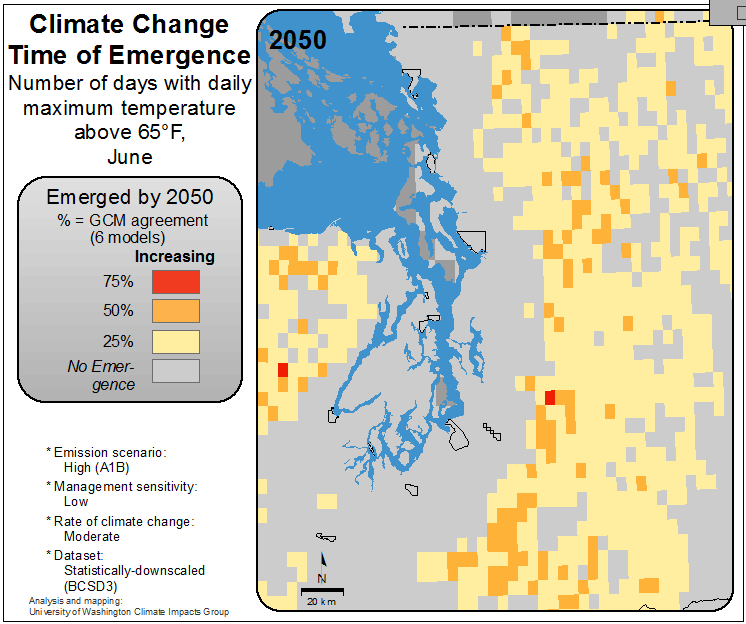 Climate Change
Time of Emergence
Number of days with daily
maximum temperature
above 65°F,
June
Emerged by 2050
% = GCM agreement
(6 models)
Increasing
75%
50%
25%
No Emer-
gence
* Emission scenario:
High (A1B)
* Management sensitivity:
Low
* Rate of climate change:
Moderate
* Dataset:
Statistically-downscaled
(BCSD3)
Analysis and mapping:
University of Washington Climate Impacts Group
2050
N
20 km